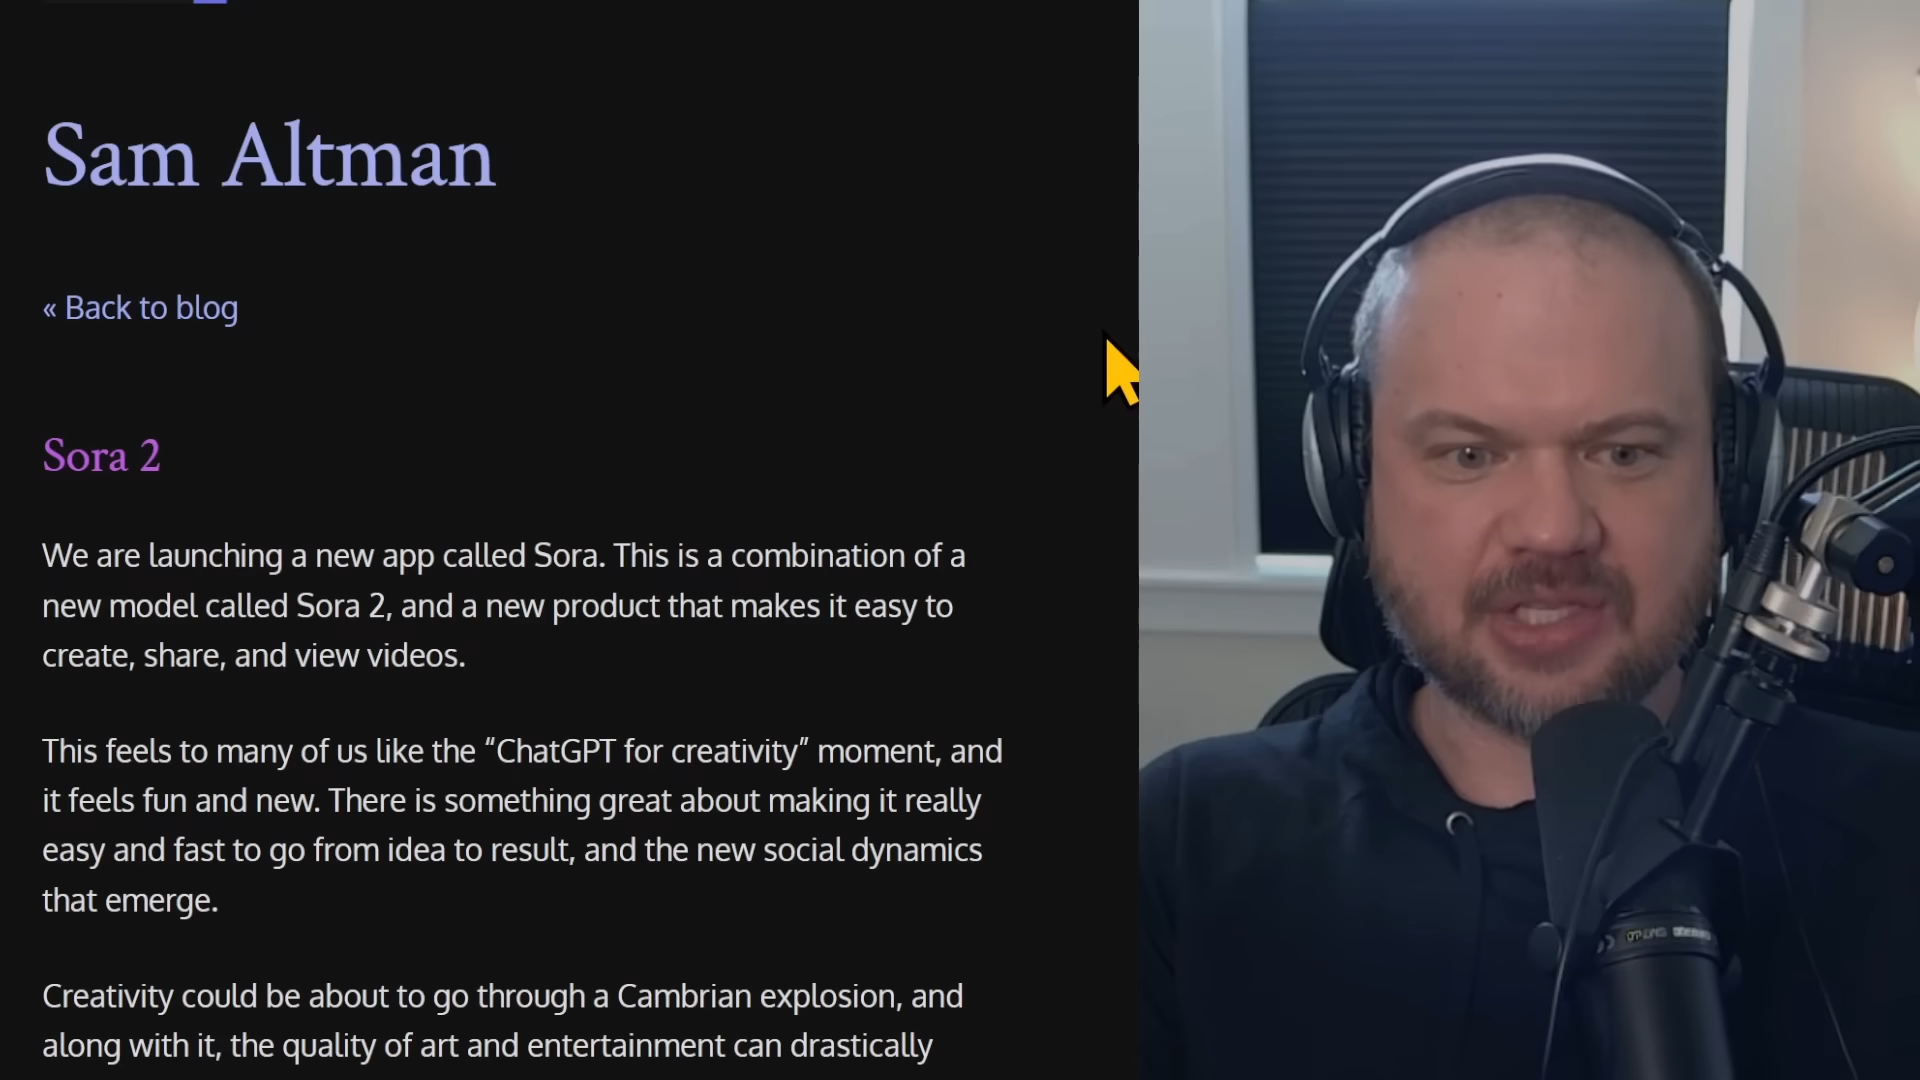 Sam Altman
« Back to blog
Sora 2
We are launching a new app called Sora. This is a combination of a
new model called Sora 2, and a new product that makes it easy to
create, share, and view videos.
This feels to many of us like the “ChatGPT for creativity” moment, and
it feels fun and new. There is something great about making it really
easy and fast to go from idea to result, and the new social dynamics
that emerge.
Creativity could be about to go through a Cambrian explosion, and
along with it, the quality of art and entertainment can drastically